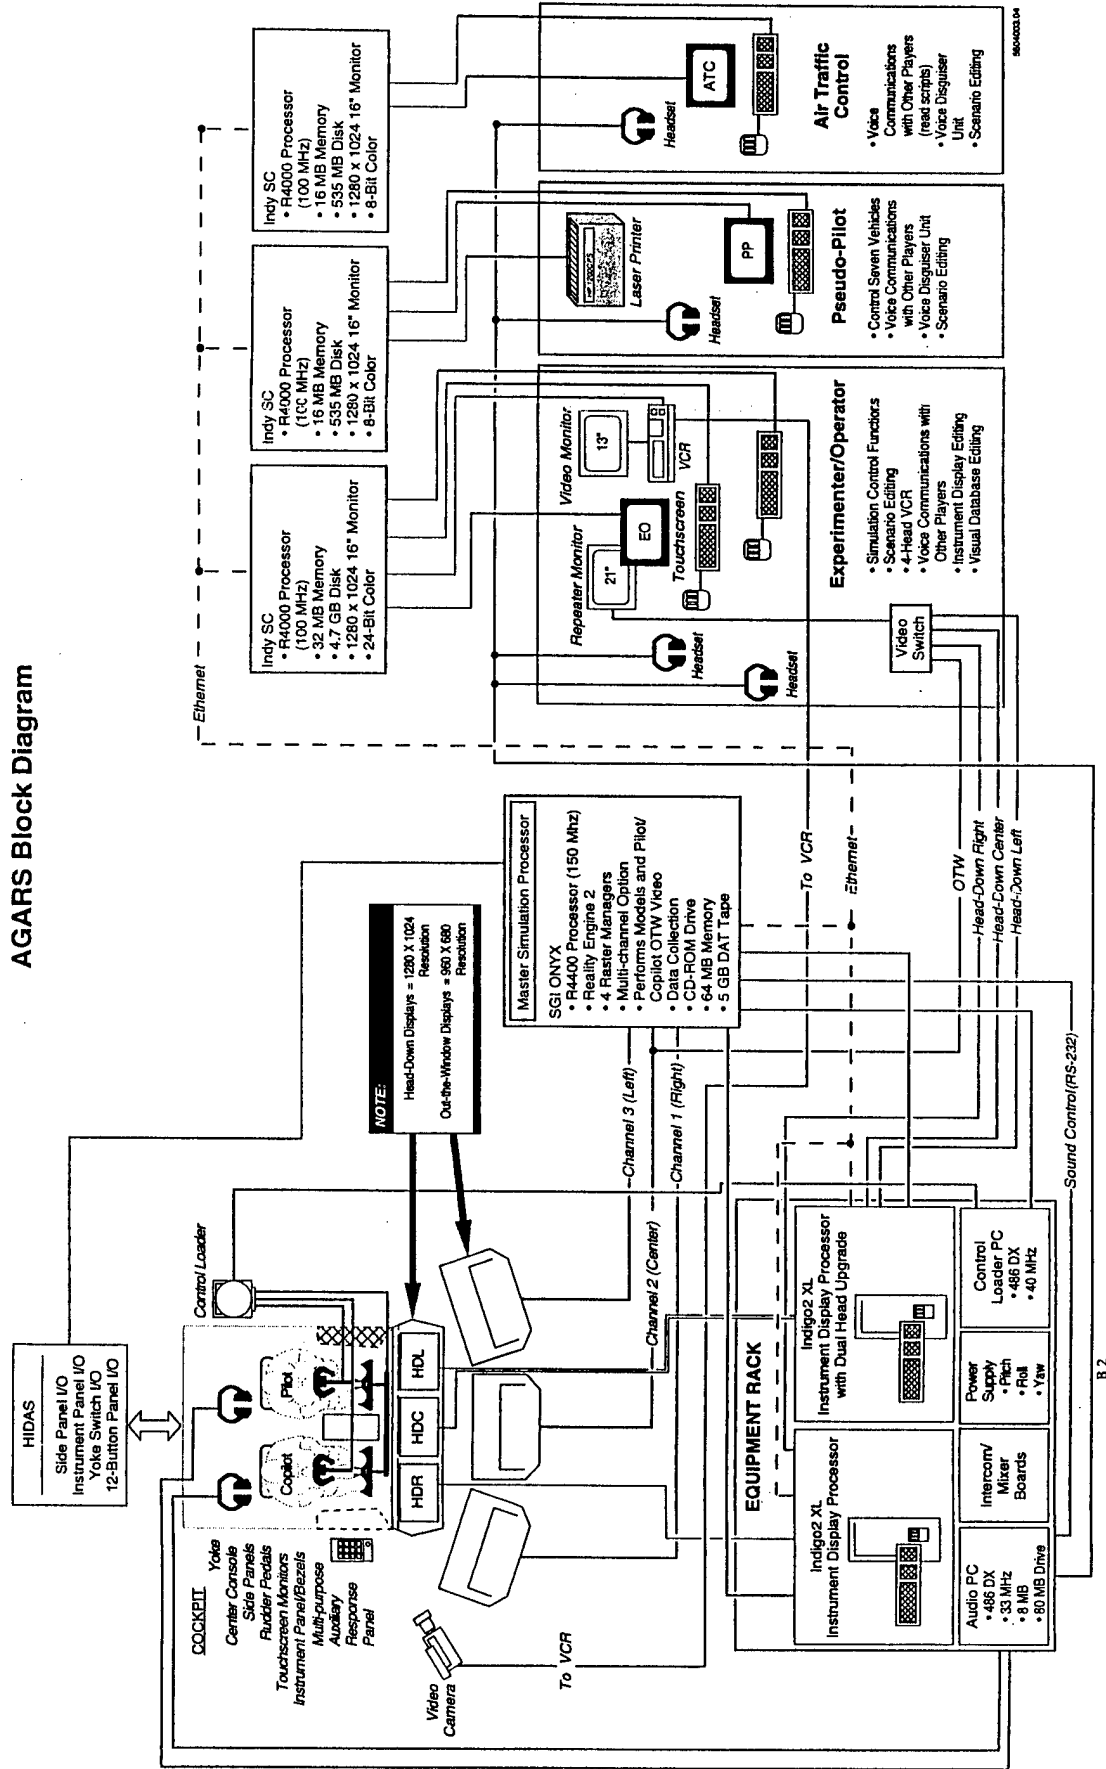 AGARS Block Diagram
HIDAS
Side Panel I/O
Instrument Panel I/O
Yoke Switch I/O
12-Button Panel I/O
COCKPIT
Yoke
Center Console
Side Panels
Rudder Pedals
Touchscreen Monitors
Instrument Panel/Bezels
Multi-purpose
Auxiliary
Response
Panel
Copilot
Pilot
HDR
HDC
HDL
Control Loader
Video
Camera
To VCR
NOTE:
Head-Down Displays = 1280 X 1024
Resolution
Out-the-Window Displays = 960 X 680
Resolution
Channel 3 (Left)
Channel 2 (Center)
Channel 1 (Right)
Master Simulation Processor
SGI ONYX
• R4400 Processor (150 Mhz)
• Reality Engine 2
• 4 Raster Managers
• Multi-channel Option
• Performs Models and Pilot/
Copilot OTW Video
• Data Collection
• CD-ROM Drive
• 64 MB Memory
• 5 GB DAT Tape
EQUIPMENT RACK
Indigo2 XL
Instrument Display Processor
Indigo2 XL
Instrument Display Processor
with Dual Head Upgrade
Audio PC
• 486 DX
• 33 MHz
• 8 MB
• 80 MB Drive
Intercom/
Mixer
Boards
Power
Supply
• Pitch
• Roll
• Yaw
Control
Loader PC
• 486 DX
• 40 MHz
Sound Control (RS-232)
To VCR
Ethernet
OTW
Head-Down Right
Head-Down Center
Head-Down Left
Ethernet
Indy SC
• R4000 Processor
(100 MHz)
• 32 MB Memory
• 4.7 GB Disk
• 1280 x 1024 16" Monitor
• 24-Bit Color
Indy SC
• R4000 Processor
(100 MHz)
• 16 MB Memory
• 535 MB Disk
• 1280 x 1024 16" Monitor
• 8-Bit Color
Indy SC
• R4000 Processor
(100 MHz)
• 16 MB Memory
• 535 MB Disk
• 1280 x 1024 16" Monitor
• 8-Bit Color
Repeater Monitor
21"
EO
Touchscreen
Video Monitor
13"
VCR
Headset
Headset
Video
Switch
Experimenter/Operator
• Simulation Control Functions
• Scenario Editing
• 4-Head VCR
• Voice Communications with
Other Players
• Instrument Display Editing
• Visual Database Editing
Laser Printer
PP
Headset
Pseudo-Pilot
• Control Seven Vehicles
• Voice Communications
with Other Players
• Voice Disguiser Unit
• Scenario Editing
ATC
Headset
Air Traffic
Control
• Voice
Communications
with Other Players
(read scripts)
• Voice Disguiser
Unit
• Scenario Editing
B 2